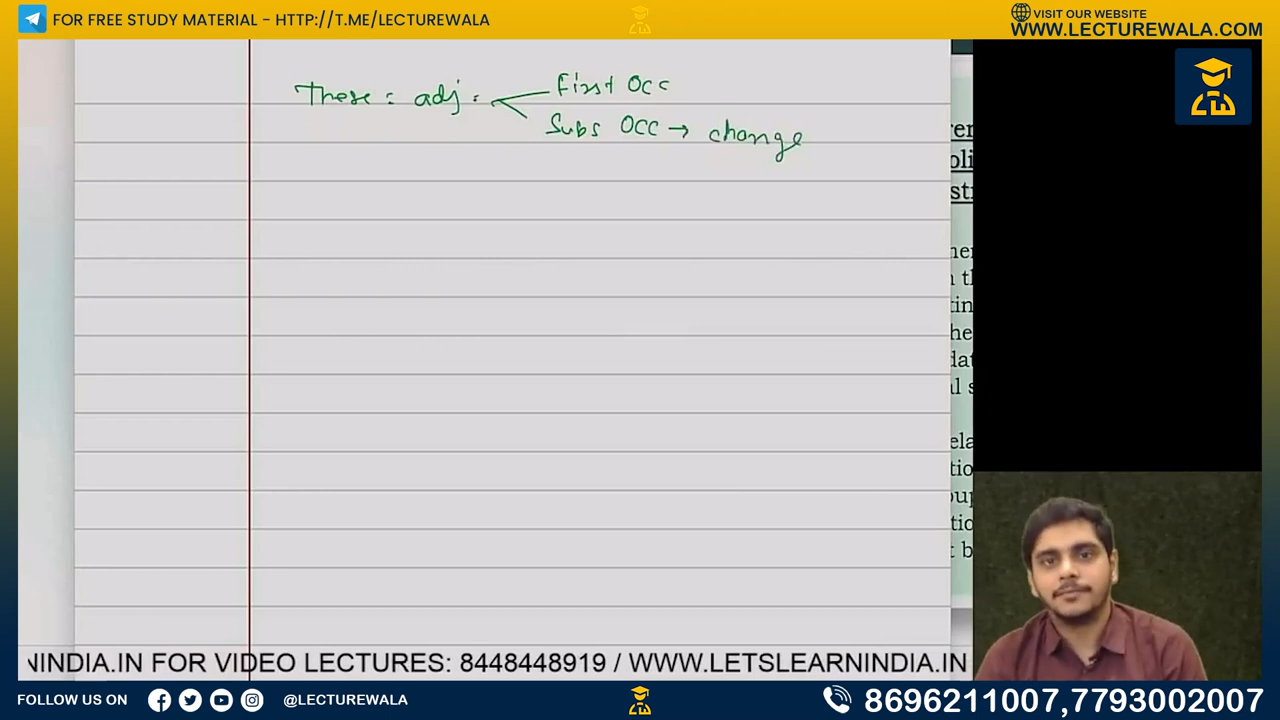 FOR FREE STUDY MATERIAL - HTTP://T.ME/LECTUREWALA
VISIT OUR WEBSITE
WWW.LECTUREWALA.COM
These : adj :
First Occ
Subs Occ → change
NINDIA.IN FOR VIDEO LECTURES: 8448448919 / WWW.LETSLEARNINDIA.IN
FOLLOW US ON
@LECTUREWALA
8696211007,7793002007